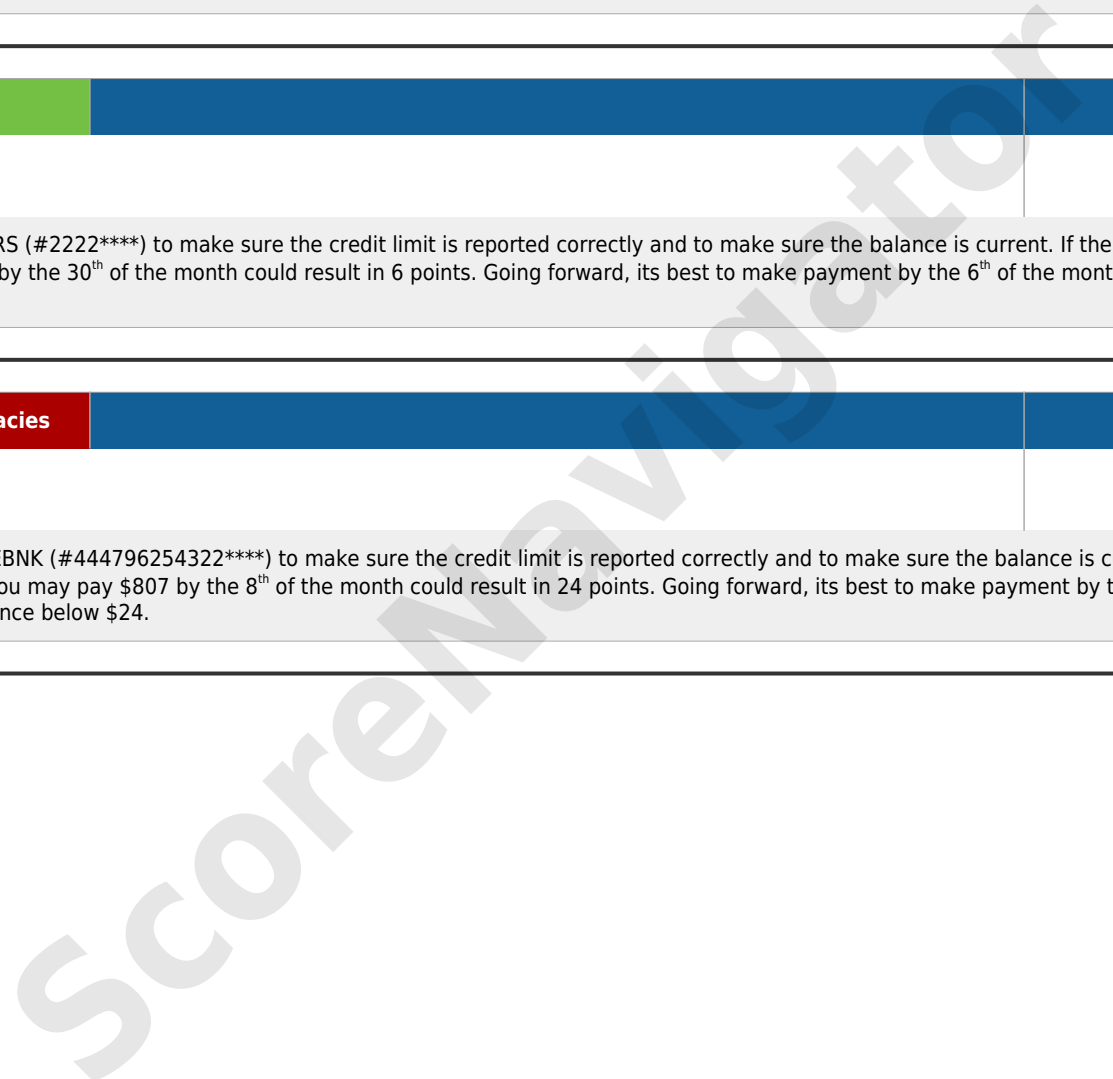 RS (#2222****) to make sure the credit limit is reported correctly and to make sure the balance is current. If the
by the 30th of the month could result in 6 points. Going forward, its best to make payment by the 6th of the mont
acies
EBNK (#444796254322****) to make sure the credit limit is reported correctly and to make sure the balance is c
ou may pay $807 by the 8th of the month could result in 24 points. Going forward, its best to make payment by t
nce below $24.
ScoreNavigator